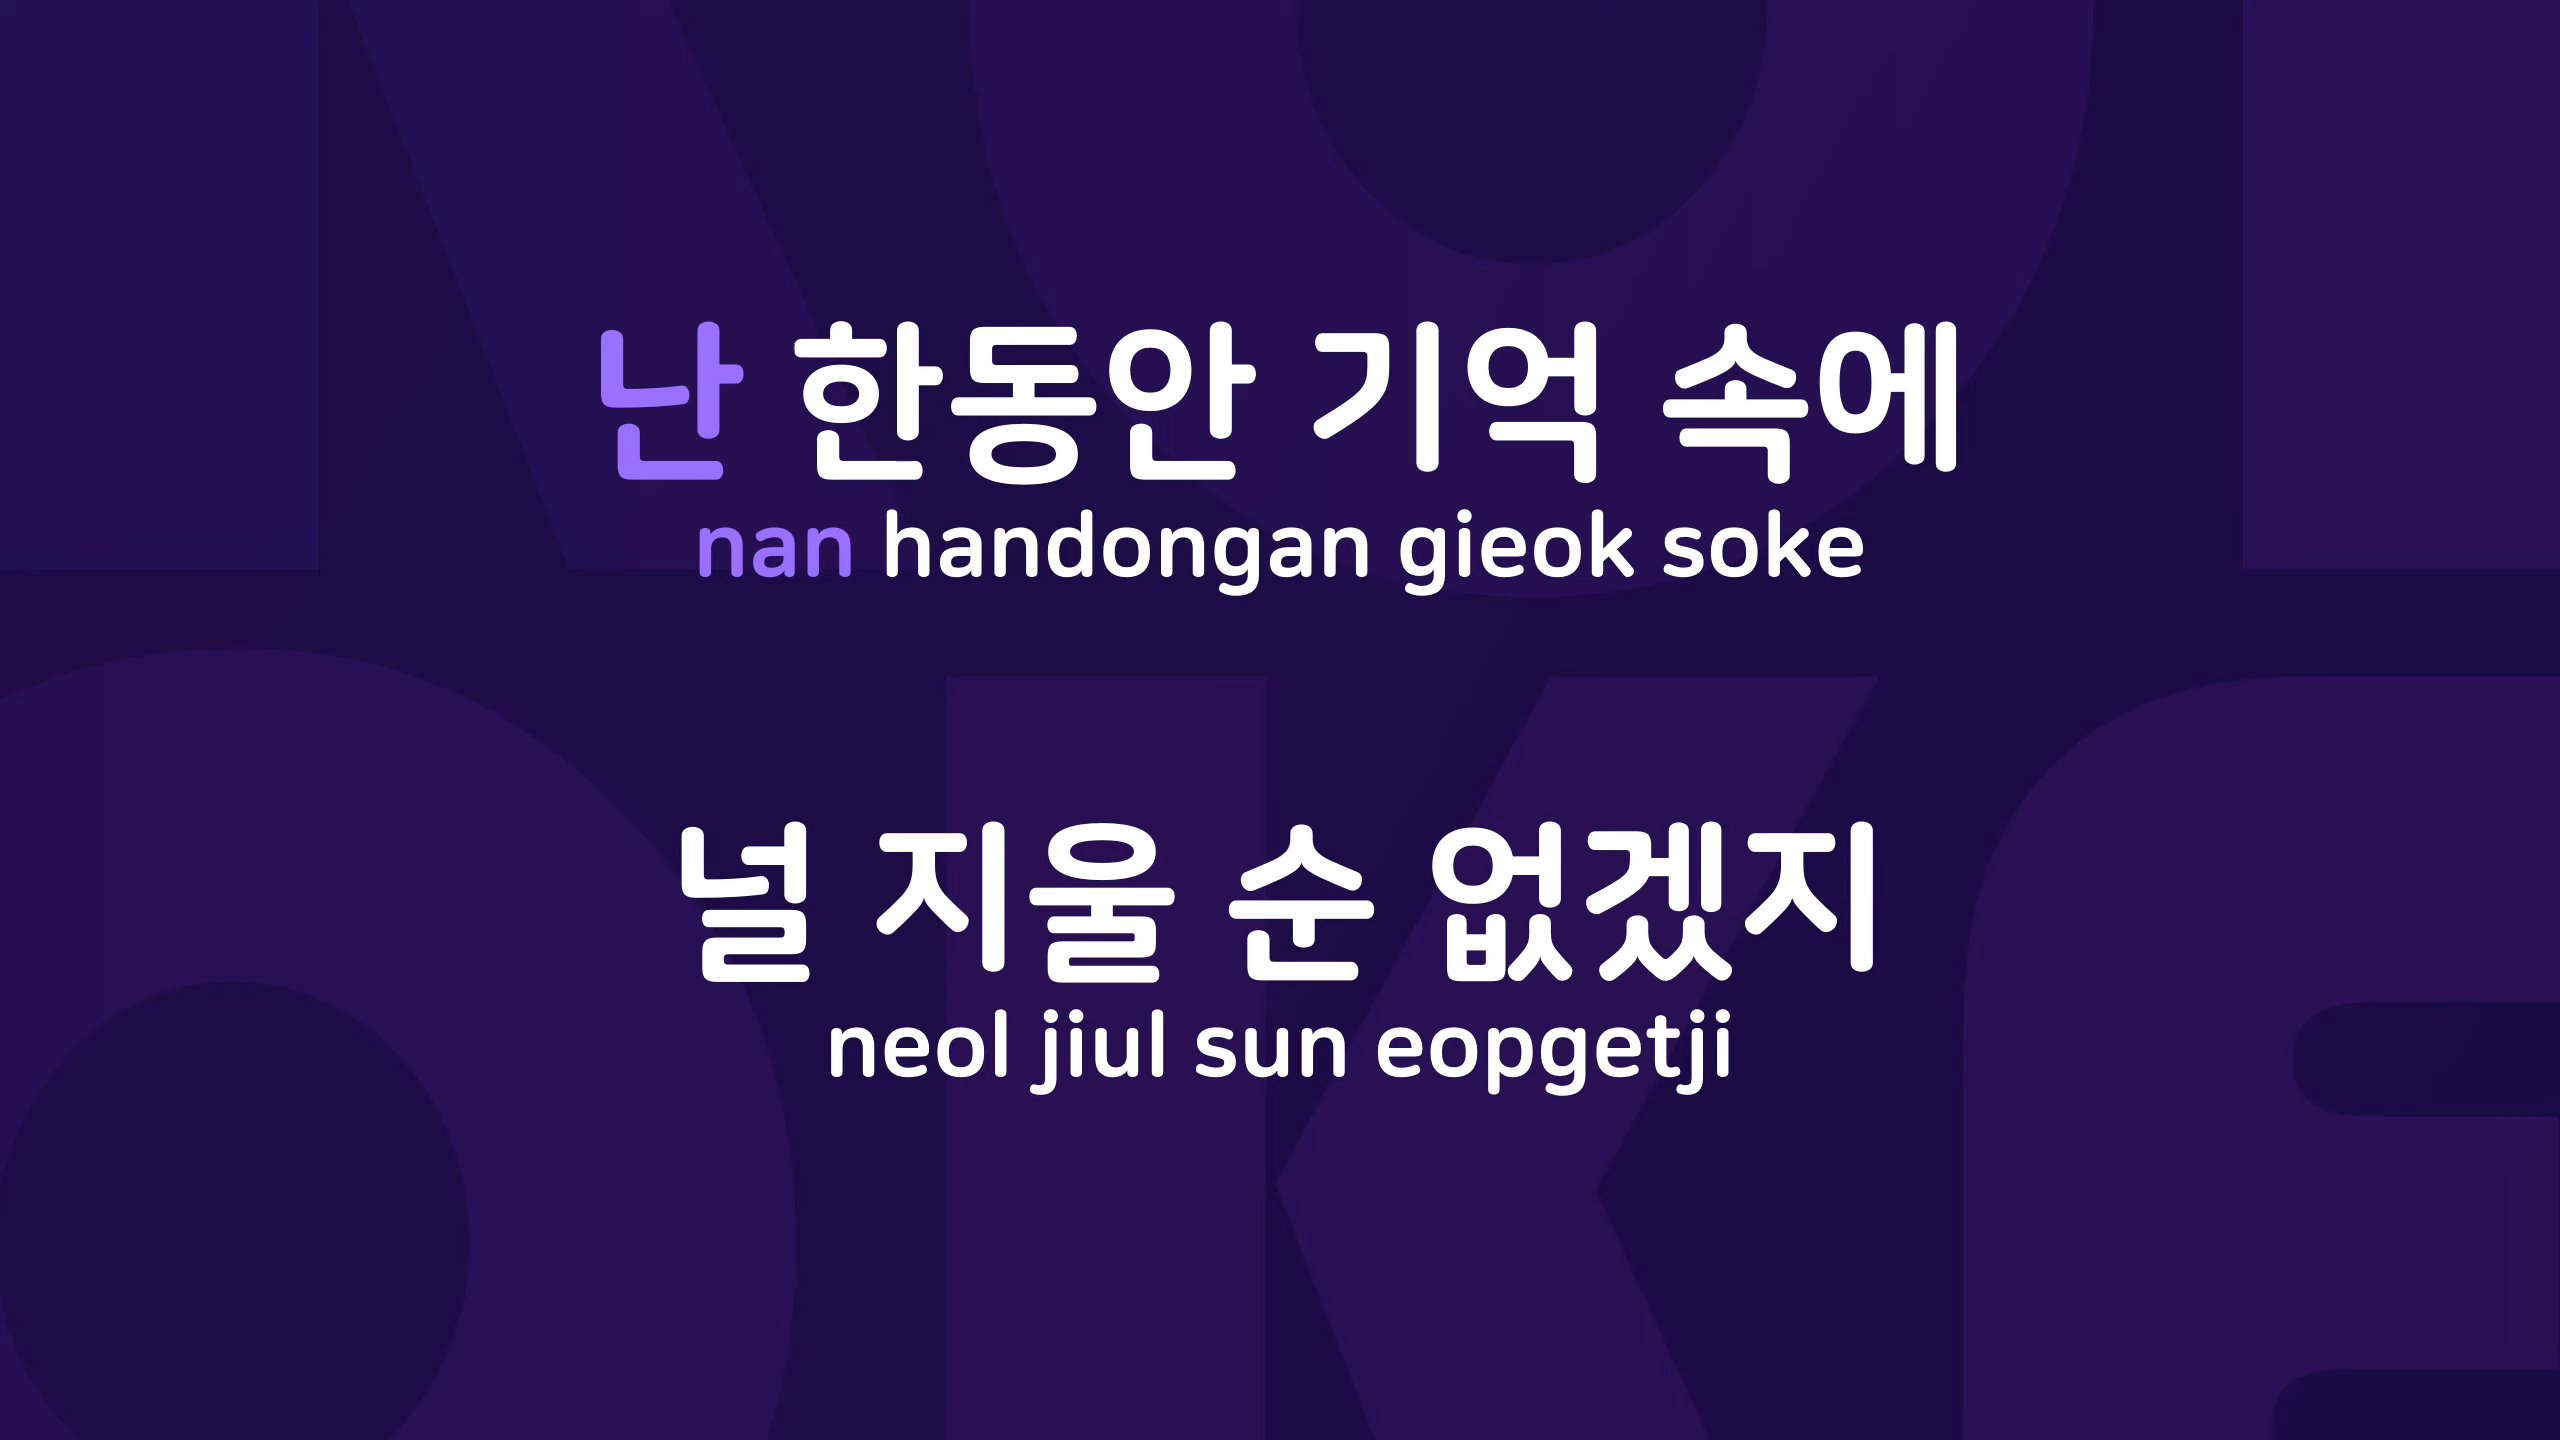 난 한동안 기억 속에
nan handongan gieok soke
널 지울 순 없겠지
neol jiul sun eopgetji